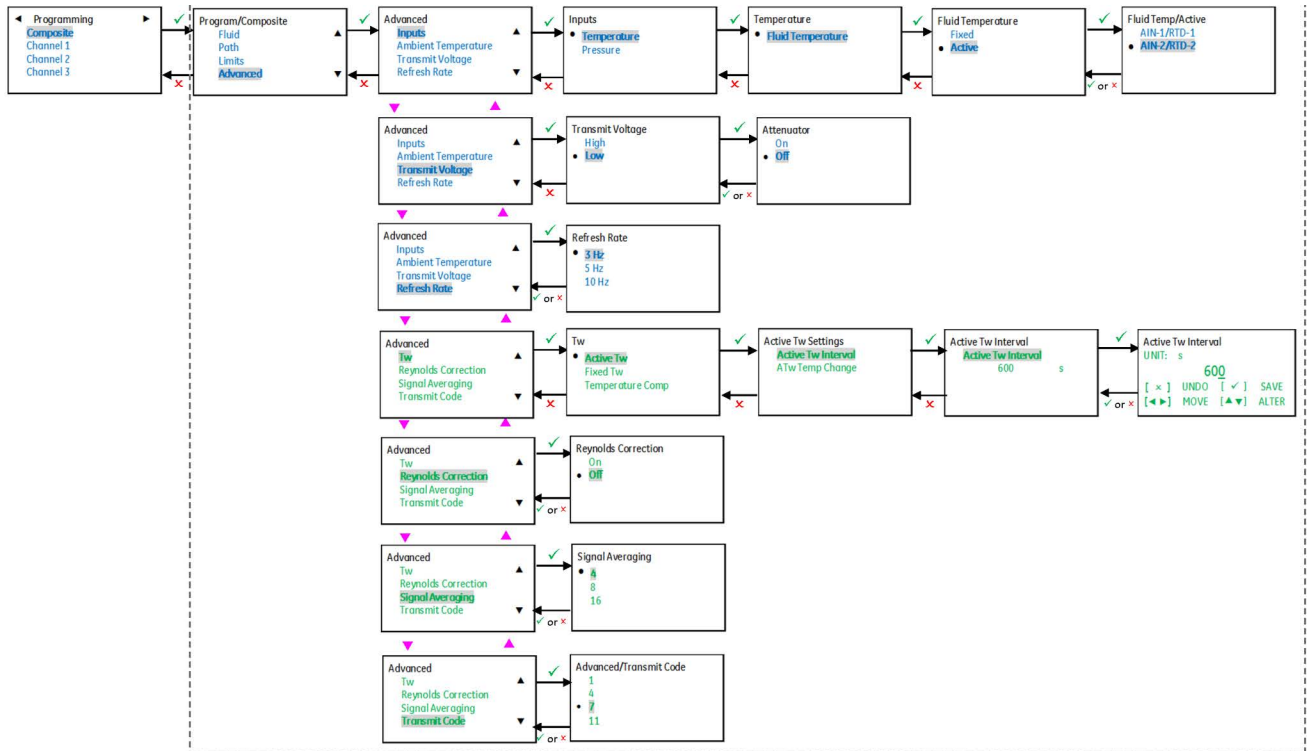 ◄ Programming ►
Composite
Channel 1
Channel 2
Channel 3
✓
×
Program/Composite
Fluid ▲
Path
Limits
Advanced ▼
✓
×
Advanced
Inputs ▲
Ambient Temperature
Transmit Voltage
Refresh Rate ▼
✓
×
Inputs
• Temperature
Pressure
✓
×
Temperature
• Fluid Temperature
✓
×
Fluid Temperature
Fixed
• Active
✓
✓ or ×
Fluid Temp/Active
AIN-1/RTD-1
• AIN-2/RTD-2
▼ ▲
Advanced
Inputs ▲
Ambient Temperature
Transmit Voltage
Refresh Rate ▼
✓
×
Transmit Voltage
High
• Low
✓
✓ or ×
Attenuator
On
• Off
▼ ▲
Advanced
Inputs ▲
Ambient Temperature
Transmit Voltage
Refresh Rate ▼
✓
✓ or ×
Refresh Rate
• 3 Hz
5 Hz
10 Hz
▼ ▲
Advanced
Tw ▲
Reynolds Correction
Signal Averaging
Transmit Code ▼
✓
×
Tw
• Active Tw
Fixed Tw
Temperature Comp
✓
×
Active Tw Settings
Active Tw Interval
ATw Temp Change
✓
×
Active Tw Interval
Active Tw Interval
600 s
✓
✓ or ×
Active Tw Interval
UNIT: s
600
[ × ] UNDO [ ✓ ] SAVE
[◄ ►] MOVE [▲▼] ALTER
▼ ▲
Advanced
Tw ▲
Reynolds Correction
Signal Averaging
Transmit Code ▼
✓
✓ or ×
Reynolds Correction
On
• Off
▼ ▲
Advanced
Tw ▲
Reynolds Correction
Signal Averaging
Transmit Code ▼
✓
✓ or ×
Signal Averaging
• 4
8
16
▼ ▲
Advanced
Tw ▲
Reynolds Correction
Signal Averaging
Transmit Code ▼
✓
✓ or ×
Advanced/Transmit Code
1
4
• 7
11